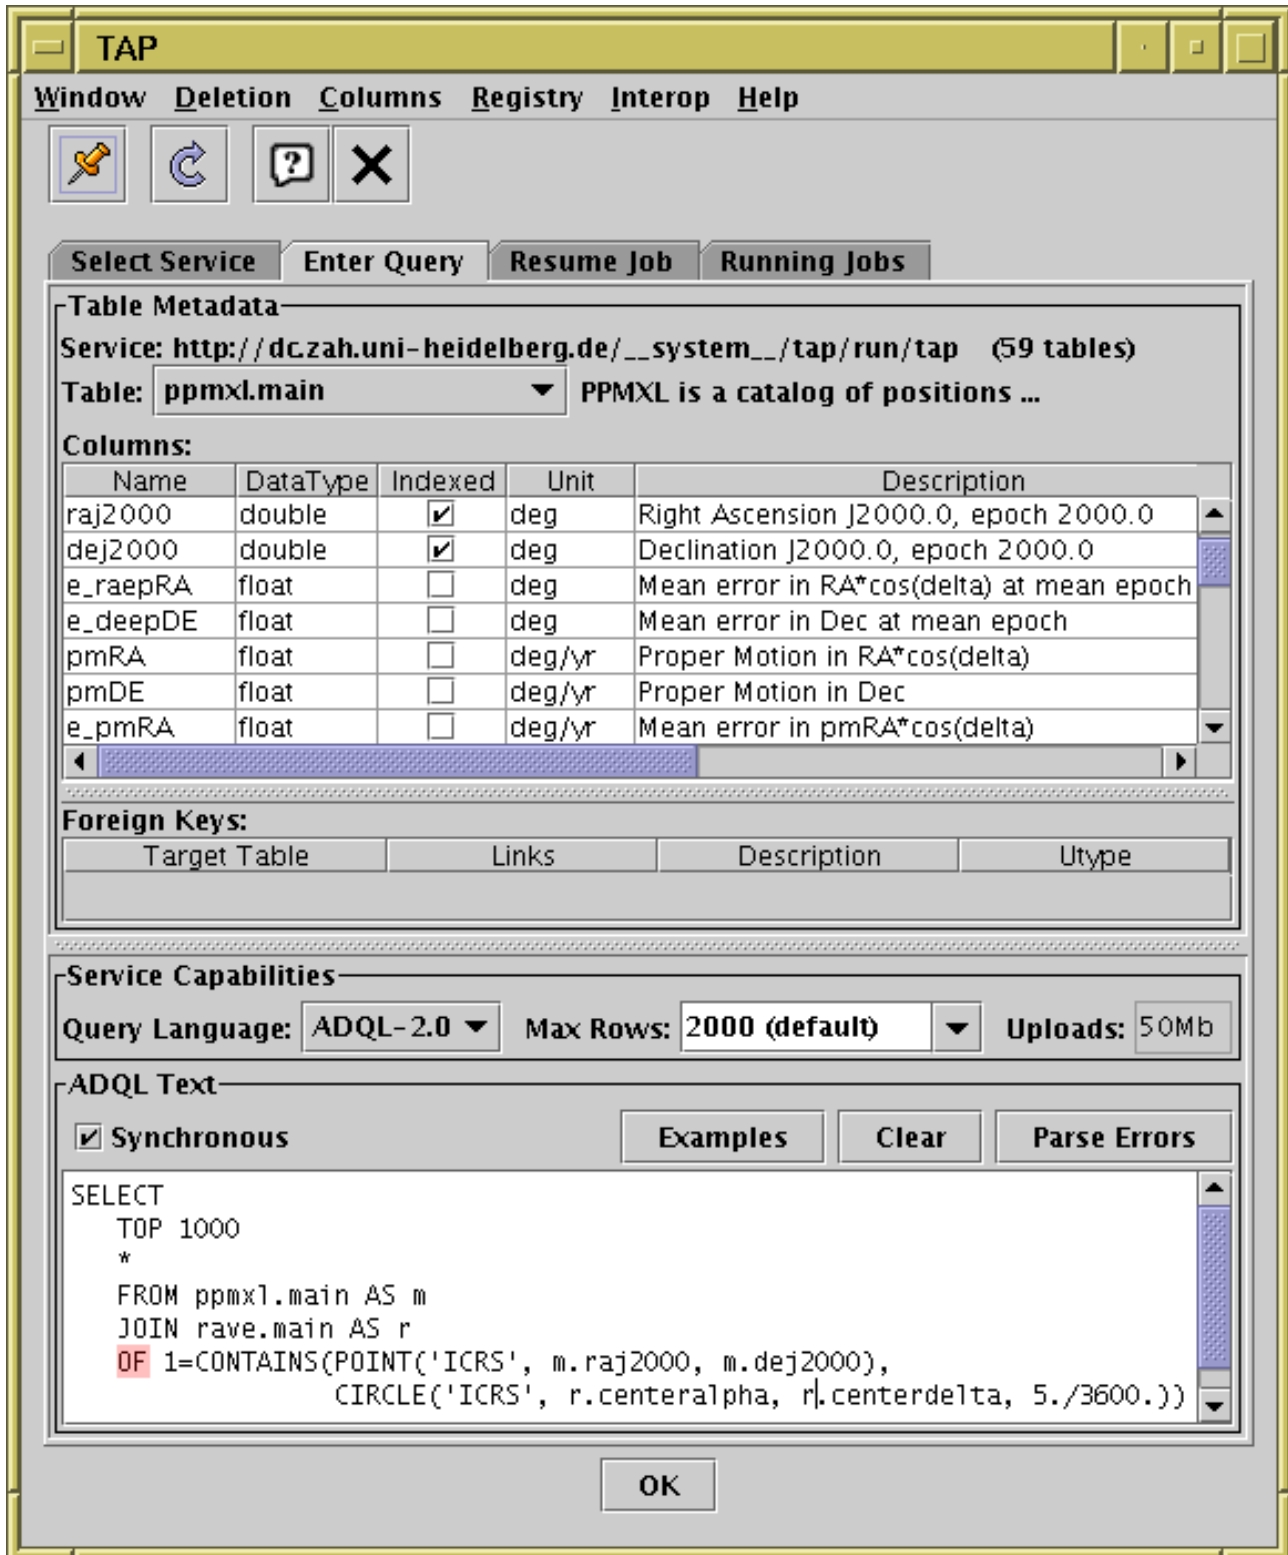 TAP
Window Deletion Columns Registry Interop Help
Select Service Enter Query Resume Job Running Jobs
Table Metadata
Service: http://dc.zah.uni-heidelberg.de/__system__/tap/run/tap (59 tables)
Table: ppmxl.main PPMXL is a catalog of positions ...
Columns:
Name DataType Indexed Unit Description
raj2000 double deg Right Ascension J2000.0, epoch 2000.0
dej2000 double deg Declination J2000.0, epoch 2000.0
e_raepRA float deg Mean error in RA*cos(delta) at mean epoch
e_deepDE float deg Mean error in Dec at mean epoch
pmRA float deg/yr Proper Motion in RA*cos(delta)
pmDE float deg/yr Proper Motion in Dec
e_pmRA float deg/yr Mean error in pmRA*cos(delta)
Foreign Keys:
Target Table Links Description Utype
Service Capabilities
Query Language: ADQL-2.0 Max Rows: 2000 (default) Uploads: 50Mb
ADQL Text
Synchronous Examples Clear Parse Errors
SELECT
TOP 1000
*
FROM ppmxl.main AS m
JOIN rave.main AS r
OF 1=CONTAINS(POINT('ICRS', m.raj2000, m.dej2000),
CIRCLE('ICRS', r.centeralpha, r.centerdelta, 5./3600.))
OK